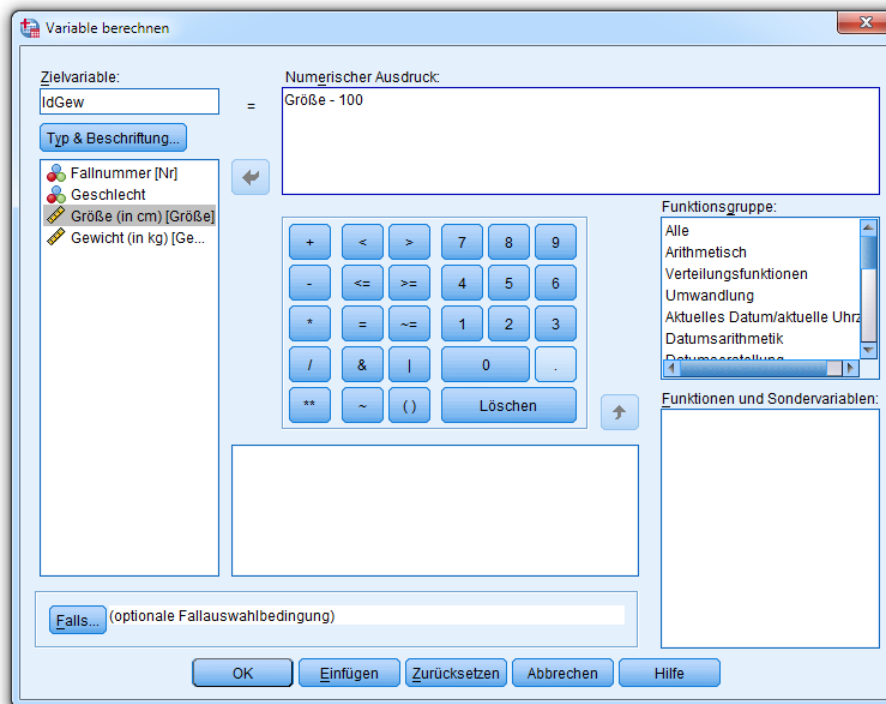 Variable berechnen
Zielvariable:
IdGew
=
Numerischer Ausdruck:
Größe - 100
Typ & Beschriftung...
Fallnummer [Nr]
Geschlecht
Größe (in cm) [Größe]
Gewicht (in kg) [Ge...
+ < > 7 8 9
- <= >= 4 5 6
* = ~= 1 2 3
/ & | 0 .
** ~ ( ) Löschen
Funktionsgruppe:
Alle
Arithmetisch
Verteilungsfunktionen
Umwandlung
Aktuelles Datum/aktuelle Uhrz
Datumsarithmetik
Datumserstellung
Funktionen und Sondervariablen:
Falls... (optionale Fallauswahlbedingung)
OK Einfügen Zurücksetzen Abbrechen Hilfe